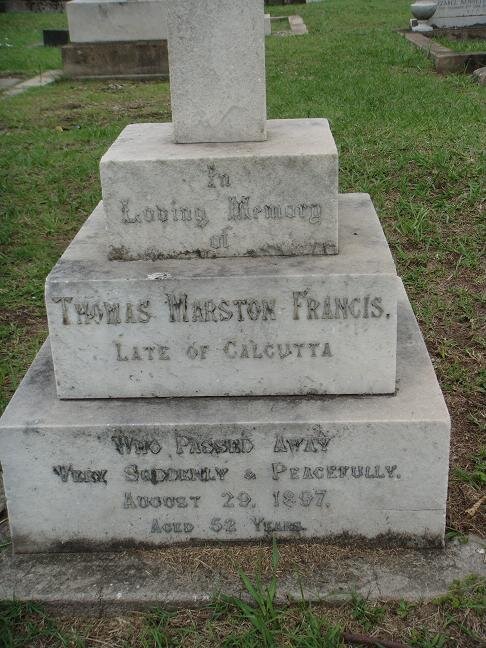 In
Loving Memory
of
THOMAS MARSTON FRANCIS.
LATE OF CALCUTTA
WHO PASSED AWAY
VERY SUDDENLY & PEACEFULLY.
AUGUST 29, 1897,
AGED 52 YEARS.